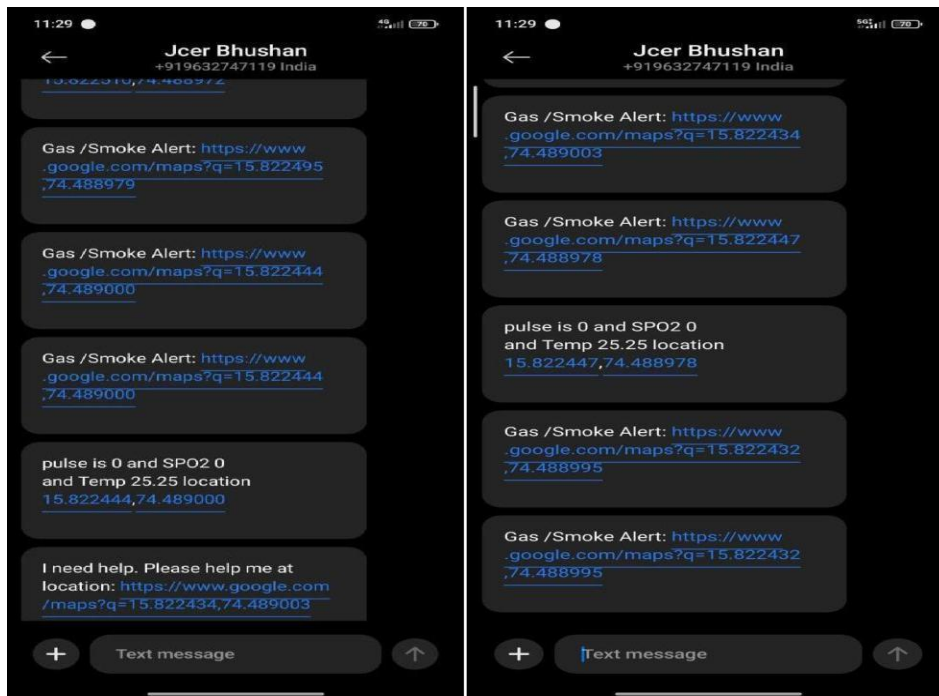 11:29
4G 70
Jcer Bhushan
+919632747119 India
15.822510,74.488972
Gas /Smoke Alert: https://www
.google.com/maps?q=15.822495
,74.488979
Gas /Smoke Alert: https://www
.google.com/maps?q=15.822444
,74.489000
Gas /Smoke Alert: https://www
.google.com/maps?q=15.822444
,74.489000
pulse is 0 and SPO2 0
and Temp 25.25 location
15.822444,74.489000
I need help. Please help me at
location: https://www.google.com
/maps?q=15.822434,74.489003
Text message
11:29
70
Jcer Bhushan
+919632747119 India
Gas /Smoke Alert: https://www
.google.com/maps?q=15.822434
,74.489003
Gas /Smoke Alert: https://www
.google.com/maps?q=15.822447
,74.488978
pulse is 0 and SPO2 0
and Temp 25.25 location
15.822447,74.488978
Gas /Smoke Alert: https://www
.google.com/maps?q=15.822432
,74.488995
Gas /Smoke Alert: https://www
.google.com/maps?q=15.822432
,74.488995
Text message